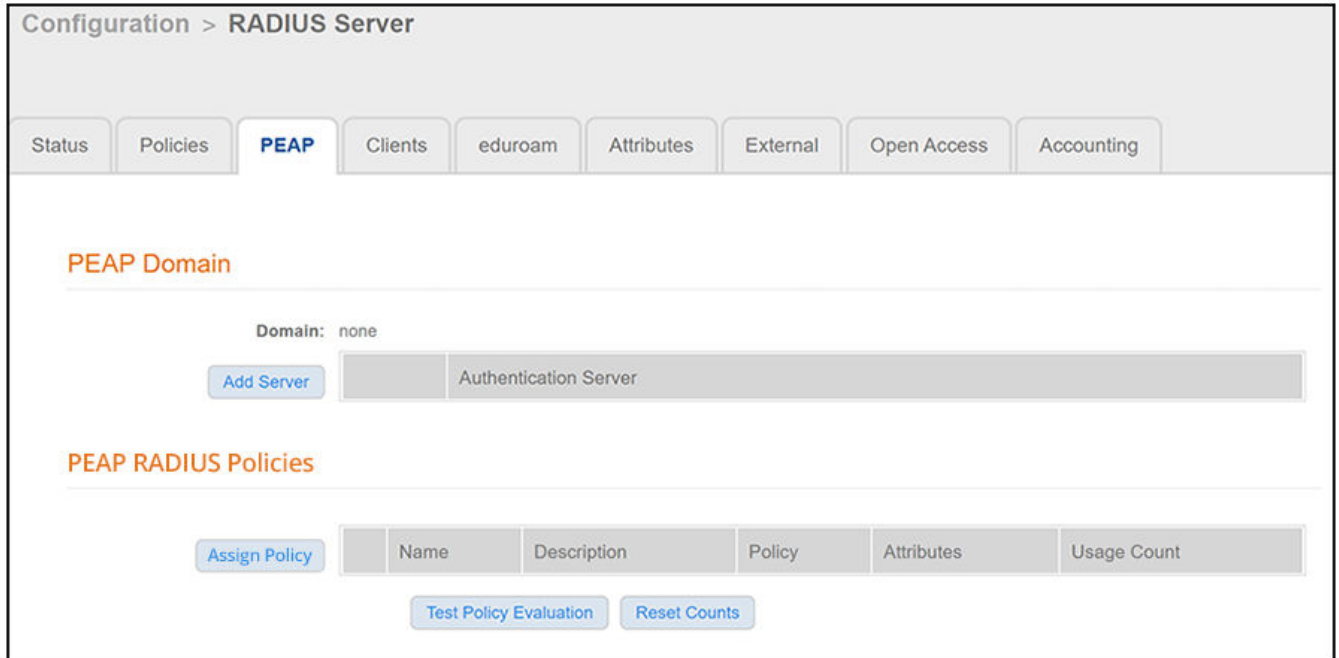 Configuration > RADIUS Server
Status Policies PEAP Clients eduroam Attributes External Open Access Accounting
PEAP Domain
Domain: none
Add Server Authentication Server
PEAP RADIUS Policies
Assign Policy Name Description Policy Attributes Usage Count
Test Policy Evaluation Reset Counts